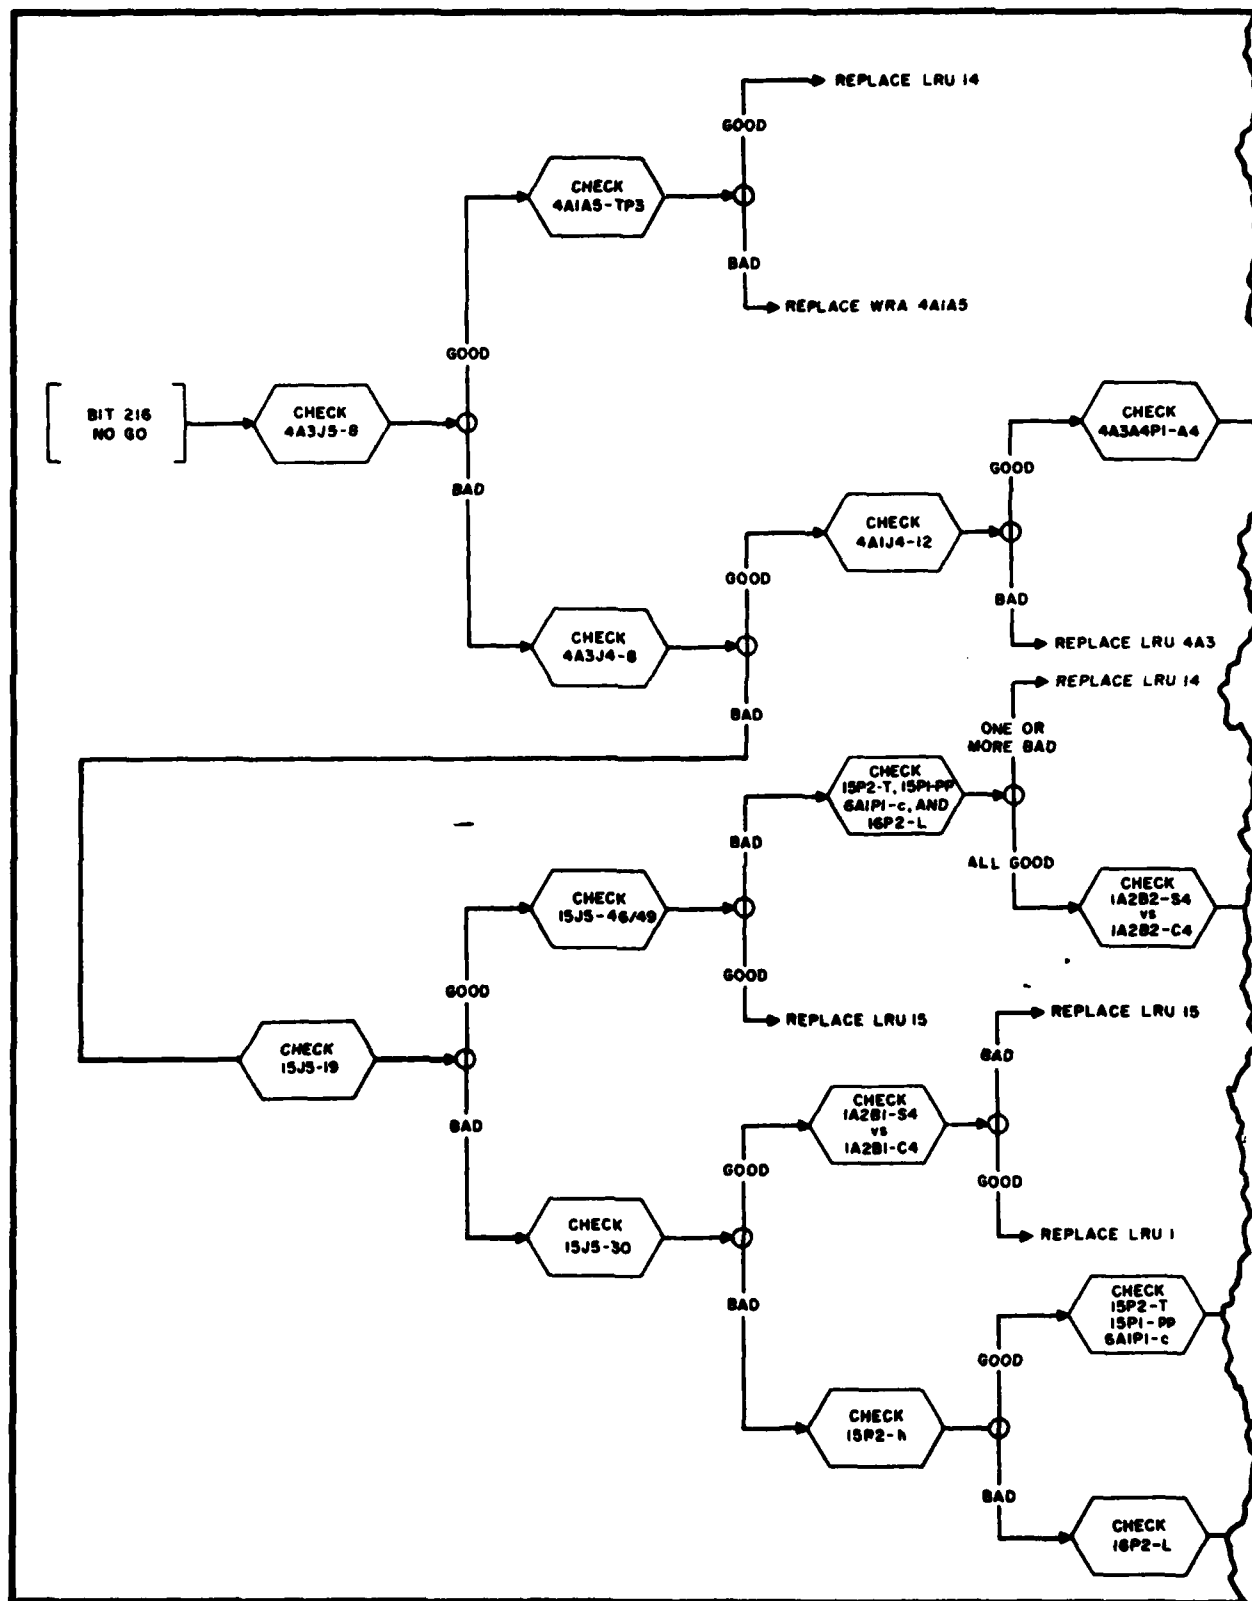 REPLACE LRU 14
GOOD
CHECK
4A1A5-TP3
BAD
REPLACE WRA 4A1A5
GOOD
BIT 216
NO GO
CHECK
4A3J5-8
BAD
CHECK
4A3A4P1-A4
GOOD
CHECK
4A1J4-12
GOOD
BAD
CHECK
4A3J4-8
REPLACE LRU 4A3
REPLACE LRU 14
BAD
ONE OR
MORE BAD
CHECK
15P2-T, 15P1-PP
6A1P1-c, AND
16P2-L
BAD
ALL GOOD
CHECK
15J5-46/49
CHECK
1A2B2-S4
vs
1A2B2-C4
GOOD
GOOD
REPLACE LRU 15
REPLACE LRU 15
CHECK
15J5-19
BAD
CHECK
1A2B1-S4
vs
1A2B1-C4
BAD
GOOD
GOOD
CHECK
15J5-30
REPLACE LRU 1
BAD
CHECK
15P2-T
15P1-PP
6A1P1-c
GOOD
CHECK
15P2-h
BAD
CHECK
16P2-L